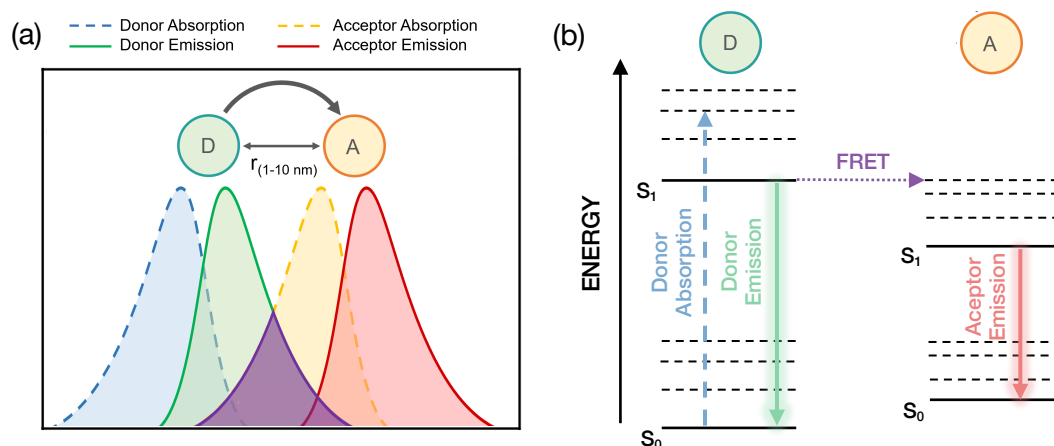 (a)
Donor Absorption
Donor Emission
Acceptor Absorption
Acceptor Emission
D
A
r(1-10 nm)
(b)
D
A
ENERGY
S1
S0
Donor
Absorption
Donor
Emission
FRET
S1
S0
Aceptor
Emission